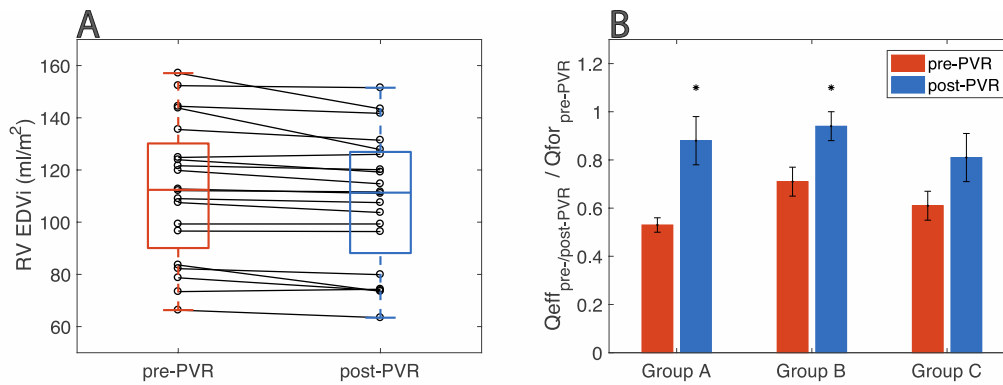 A
RV EDVi (ml/m²)
160
140
120
100
80
60
pre-PVR
post-PVR
B
Qeff pre-/post-PVR / Qfor pre-PVR
1.2
1
0.8
0.6
0.4
0.2
0
pre-PVR
post-PVR
*
*
Group A
Group B
Group C